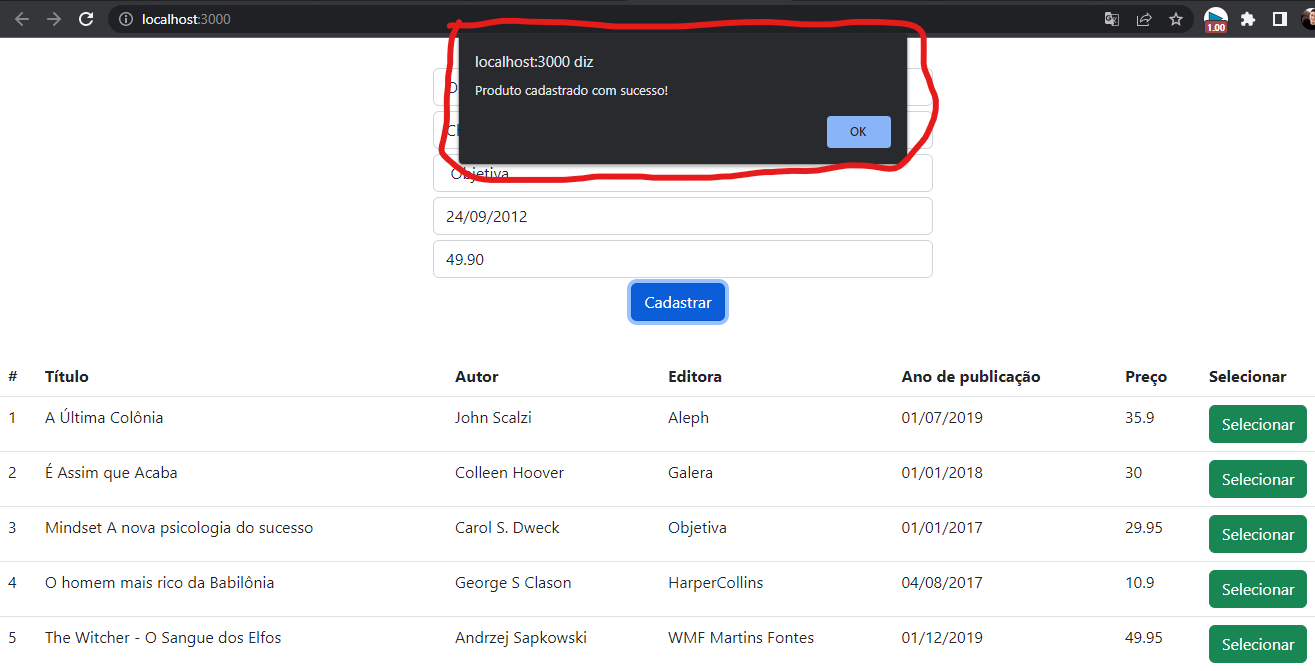 localhost:3000
1.00
localhost:3000 diz
Produto cadastrado com sucesso!
OK
Objetiva
24/09/2012
49.90
Cadastrar
# Título Autor Editora Ano de publicação Preço Selecionar
1 A Última Colônia John Scalzi Aleph 01/07/2019 35.9 Selecionar
2 É Assim que Acaba Colleen Hoover Galera 01/01/2018 30 Selecionar
3 Mindset A nova psicologia do sucesso Carol S. Dweck Objetiva 01/01/2017 29.95 Selecionar
4 O homem mais rico da Babilônia George S Clason HarperCollins 04/08/2017 10.9 Selecionar
5 The Witcher - O Sangue dos Elfos Andrzej Sapkowski WMF Martins Fontes 01/12/2019 49.95 Selecionar